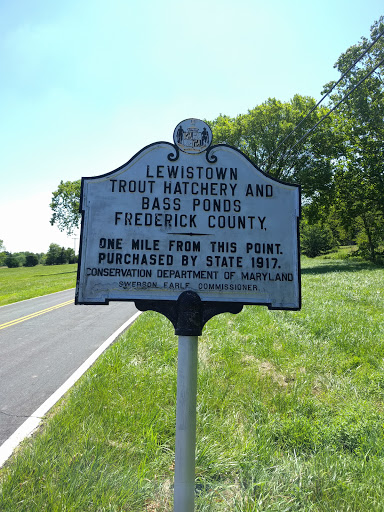 LEWISTOWN
TROUT HATCHERY AND
BASS PONDS
FREDERICK COUNTY.
ONE MILE FROM THIS POINT.
PURCHASED BY STATE 1917.
CONSERVATION DEPARTMENT OF MARYLAND
SWEPSON EARLE COMMISSIONER.